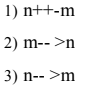 1) n++-m
2) m-- >n
3) n-- >m